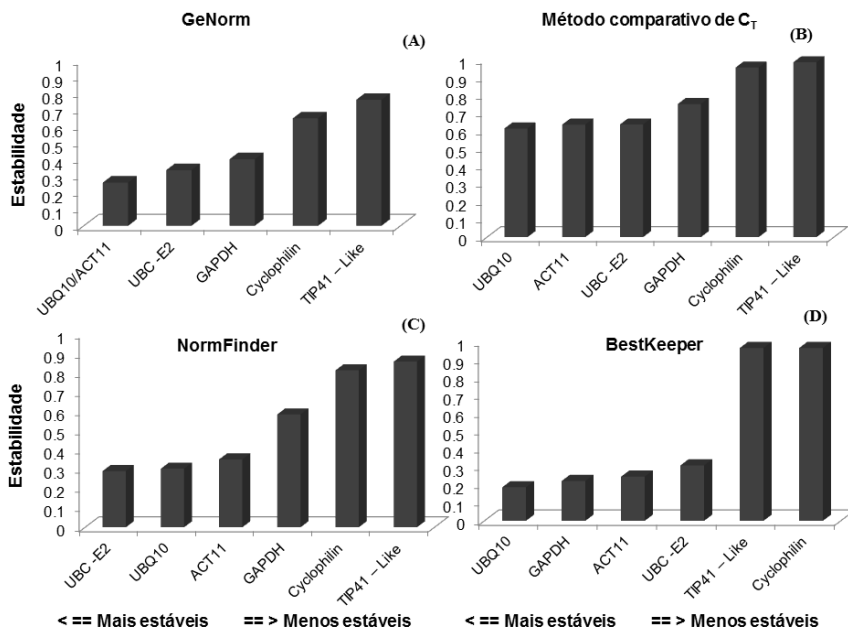 GeNorm
(A)
Estabilidade
1
0.9
0.8
0.7
0.6
0.5
0.4
0.3
0.2
0.1
0
UBQ10/ACT11
UBC -E2
GAPDH
Cyclophilin
TIP41 – Like
Método comparativo de CT
(B)
1
0.9
0.8
0.7
0.6
0.5
0.4
0.3
0.2
0.1
0
UBQ10
ACT11
UBC -E2
GAPDH
Cyclophilin
TIP41 – Like
NormFinder
(C)
Estabilidade
1
0.9
0.8
0.7
0.6
0.5
0.4
0.3
0.2
0.1
0
UBC -E2
UBQ10
ACT11
GAPDH
Cyclophilin
TIP41 – Like
< == Mais estáveis == > Menos estáveis
BestKeeper
(D)
1
0.9
0.8
0.7
0.6
0.5
0.4
0.3
0.2
0.1
0
UBQ10
GAPDH
ACT11
UBC -E2
TIP41 – Like
Cyclophilin
< == Mais estáveis == > Menos estáveis